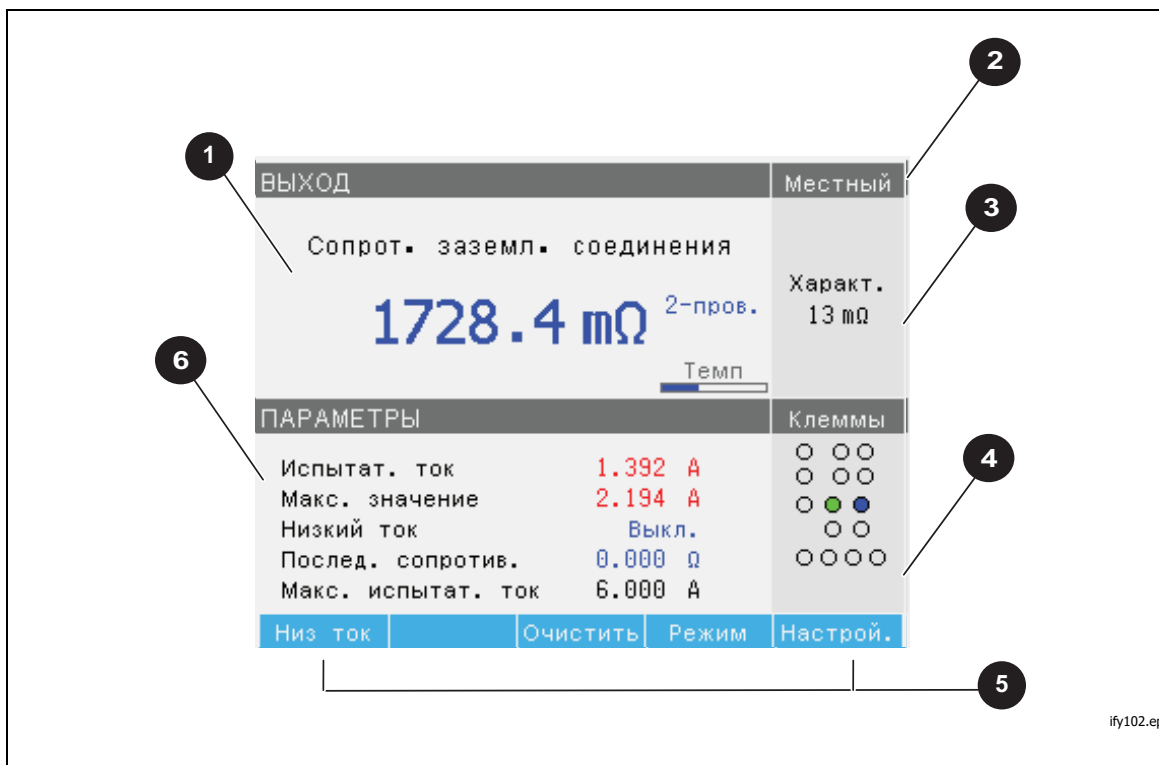 2
1
ВЫХОД
Местный
3
Сопрот. заземл. соединения
Характ.
13 mΩ
1728.4 mΩ
2-пров.
6
Темп
ПАРАМЕТРЫ
Клеммы
Испытат. ток 1.392 A
4
Макс. значение 2.194 A
Низкий ток Выкл.
Послед. сопротив. 0.000 Ω
Макс. испытат. ток 6.000 A
Низ ток
Очистить
Режим
Настрой.
5
ify102.ep